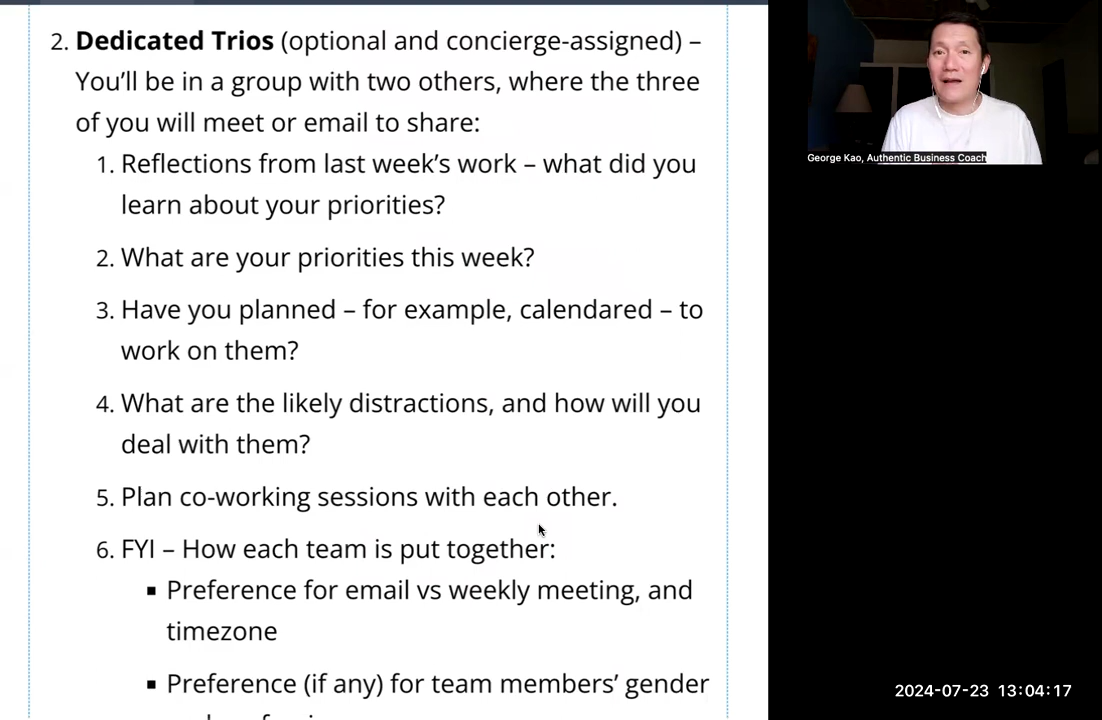 2. Dedicated Trios (optional and concierge-assigned) –
You’ll be in a group with two others, where the three
of you will meet or email to share:
1. Reflections from last week’s work – what did you
learn about your priorities?
2. What are your priorities this week?
3. Have you planned – for example, calendared – to
work on them?
4. What are the likely distractions, and how will you
deal with them?
5. Plan co-working sessions with each other.
6. FYI – How each team is put together:
▪ Preference for email vs weekly meeting, and
timezone
▪ Preference (if any) for team members’ gender
George Kao, Authentic Business Coach
2024-07-23 13:04:17